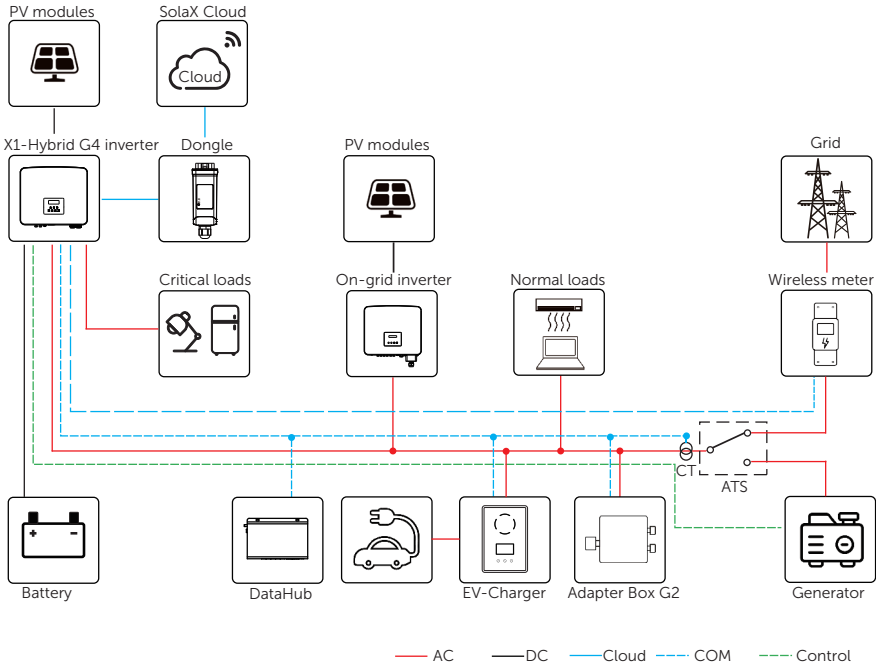 PV modules
SolaX Cloud
Cloud
X1-Hybrid G4 inverter
Dongle
PV modules
Grid
Critical loads
On-grid inverter
Normal loads
Wireless meter
CT
ATS
Battery
DataHub
EV-Charger
Adapter Box G2
Generator
AC
DC
Cloud
COM
Control